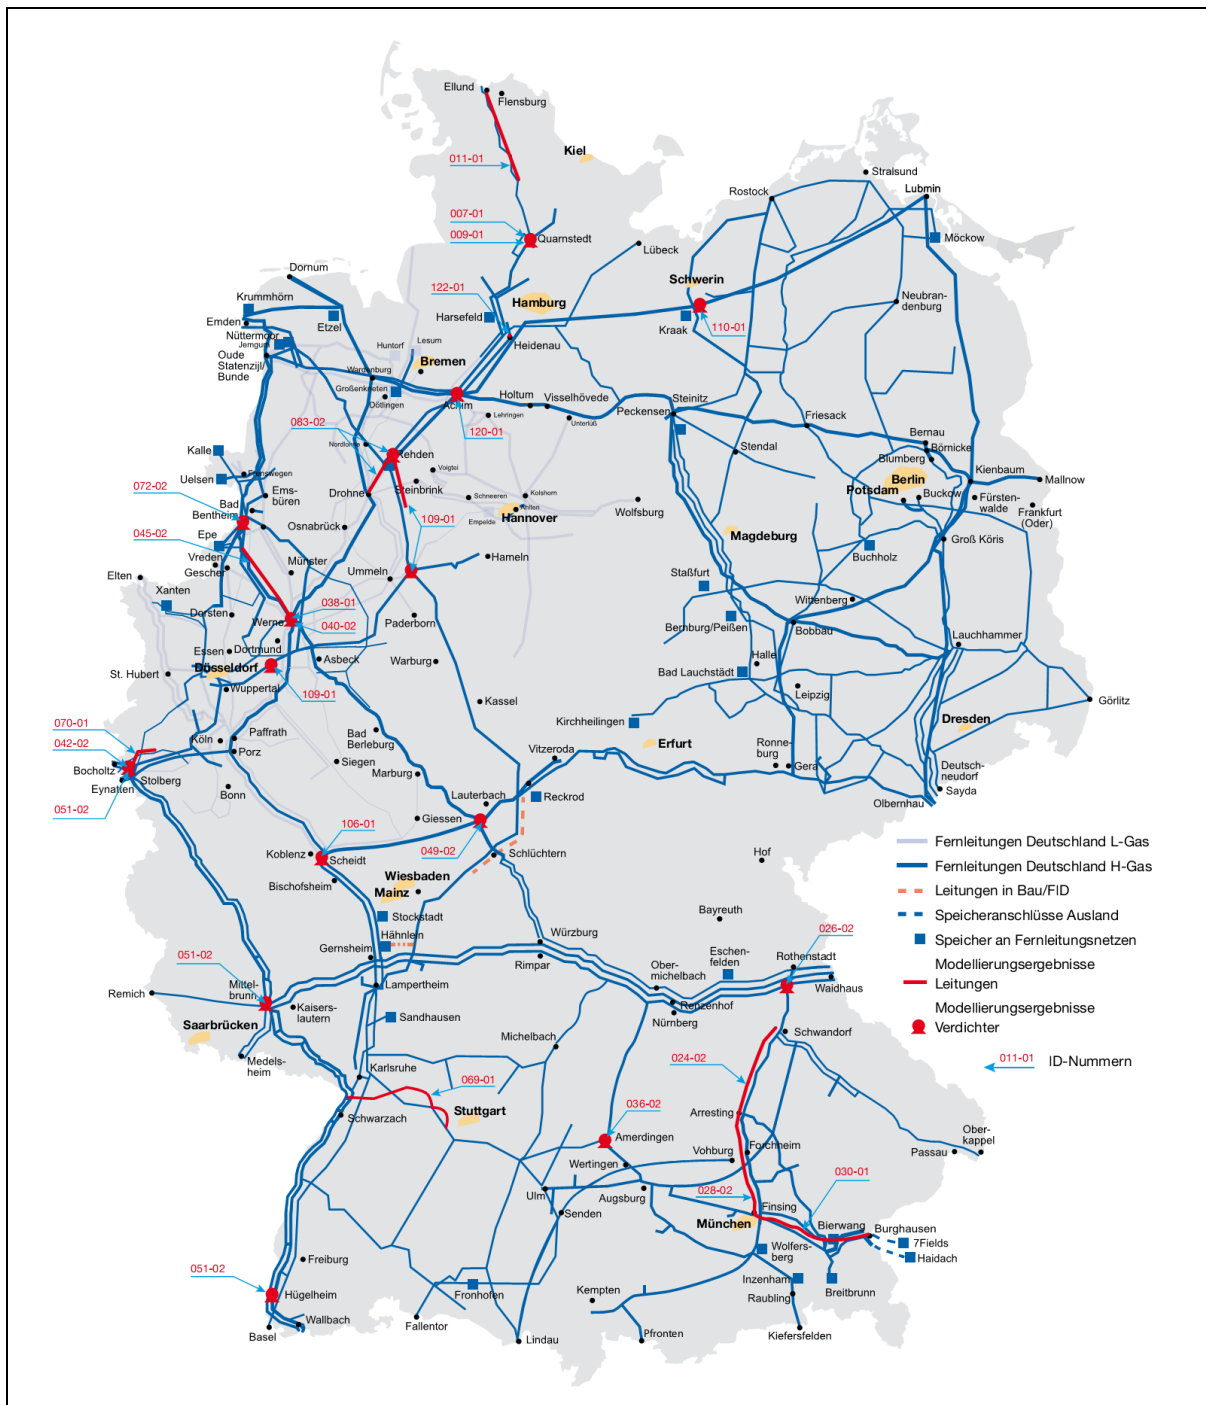 Ellund
Flensburg
Kiel
011-01
Stralsund
Rostock
Lubmin
007-01
009-01
Quarnstedt
Lübeck
Möckow
Dornum
Schwerin
Krummhörn
122-01
Hamburg
Neubran-
denburg
Harsefeld
Emden
Etzel
Kraak
110-01
Nüttermoor
Jemgum
Huntorf
Lesum
Heidenau
Oude
Statenzijl/
Bunde
Bremen
Wardenburg
Großenkneten
Dötlingen
Achim
Holtum
Visselhövede
Steinitz
Peckensen
Lehringen
Unterlüß
Friesack
083-02
120-01
Bernau
Börnicke
Nordlohne
Rehden
Stendal
Blumberg
Kalle
Voigtei
Kienbaum
Frenswegen
Berlin
Mallnow
Uelsen
Steinbrink
Potsdam
Buckow
072-02
Ems-
büren
Drohne
Schneeren
Kolshorn
Fürsten-
walde
Frankfurt
(Oder)
Bad
Bentheim
Ahlten
Wolfsburg
Empelde
Hannover
Osnabrück
109-01
045-02
Epe
Magdeburg
Groß Köris
Vreden
Gescher
Münster
Hameln
Buchholz
Elten
Ummeln
Staßfurt
Xanten
038-01
Wittenberg
Dorsten
Werne
040-02
Paderborn
Bernburg/Peißen
Bobbau
Lauchhammer
Essen
Dortmund
Asbeck
Warburg
Halle
Düsseldorf
St. Hubert
Bad Lauchstädt
Wuppertal
109-01
Kassel
Leipzig
Görlitz
070-01
Kirchheilingen
Dresden
Köln
Paffrath
Bad
Berleburg
042-02
Porz
Vitzeroda
Erfurt
Ronne-
burg
Bocholtz
Siegen
Gera
Deutsch-
neudorf
Stolberg
Marburg
Eynatten
Bonn
Lauterbach
Reckrod
Sayda
Olbernhau
051-02
106-01
Giessen
Koblenz
Scheidt
049-02
Schlüchtern
Hof
Bischofsheim
Wiesbaden
Mainz
Fernleitungen Deutschland L-Gas
Fernleitungen Deutschland H-Gas
Leitungen in Bau/FID
Speicheranschlüsse Ausland
Speicher an Fernleitungsnetzen
Modellierungsergebnisse
Leitungen
Modellierungsergebnisse
Verdichter
011-01
ID-Nummern
Stockstadt
Bayreuth
Hähnlein
Würzburg
026-02
Gernsheim
Eschen-
felden
Rothenstadt
051-02
Rimpar
Ober-
michelbach
Mittel-
brunn
Waidhaus
Remich
Lampertheim
Kaisers-
lautern
Renzenhof
Sandhausen
Nürnberg
Saarbrücken
Michelbach
Schwandorf
Medels-
heim
024-02
Karlsruhe
069-01
036-02
Schwarzach
Stuttgart
Arresting
Amerdingen
Ober-
kappel
Forchheim
Vohburg
Passau
Wertingen
030-01
028-02
Ulm
Augsburg
Senden
Finsing
München
Bierwang
Burghausen
7Fields
Wolfers-
berg
Haidach
Freiburg
051-02
Inzenham
Hügelheim
Fronhofen
Kempten
Raubling
Breitbrunn
Wallbach
Fallentor
Basel
Lindau
Pfronten
Kiefersfelden